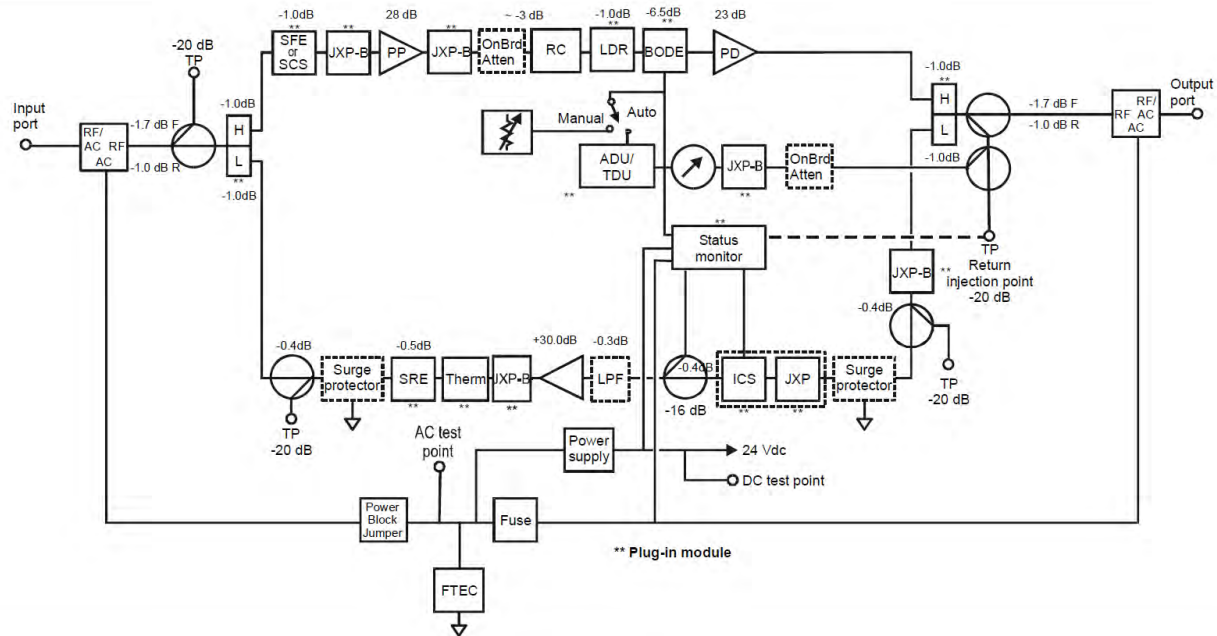 -1.0dB
**
28 dB
**
~ -3 dB
-1.0dB
**
-6.5dB
**
23 dB
-20 dB
TP
SFE
or
SCS
JXP-B
PP
JXP-B
OnBrd
Atten
RC
LDR
BODE
PD
-1.0dB
**
Input
port
-1.0dB
H
L
**
-1.0dB
RF/
AC RF
AC
-1.7 dB F
-1.0 dB R
Manual
Auto
ADU/
TDU
**
JXP-B
**
OnBrd
Atten
H
L
-1.0dB
-1.7 dB F
-1.0 dB R
RF/
RF AC
AC
Output
port
**
Status
monitor
TP
Return
injection point
-20 dB
JXP-B
**
-0.4dB
TP
-20 dB
-0.4dB
Surge
protector
-0.5dB
SRE
**
Therm
**
JXP-B
**
+30.0dB
-0.3dB
LPF
-0.4dB
-16 dB
ICS
**
JXP
**
Surge
protector
TP
-20 dB
AC test
point
Power
supply
24 Vdc
DC test point
Power
Block
Jumper
Fuse
** Plug-in module
FTEC